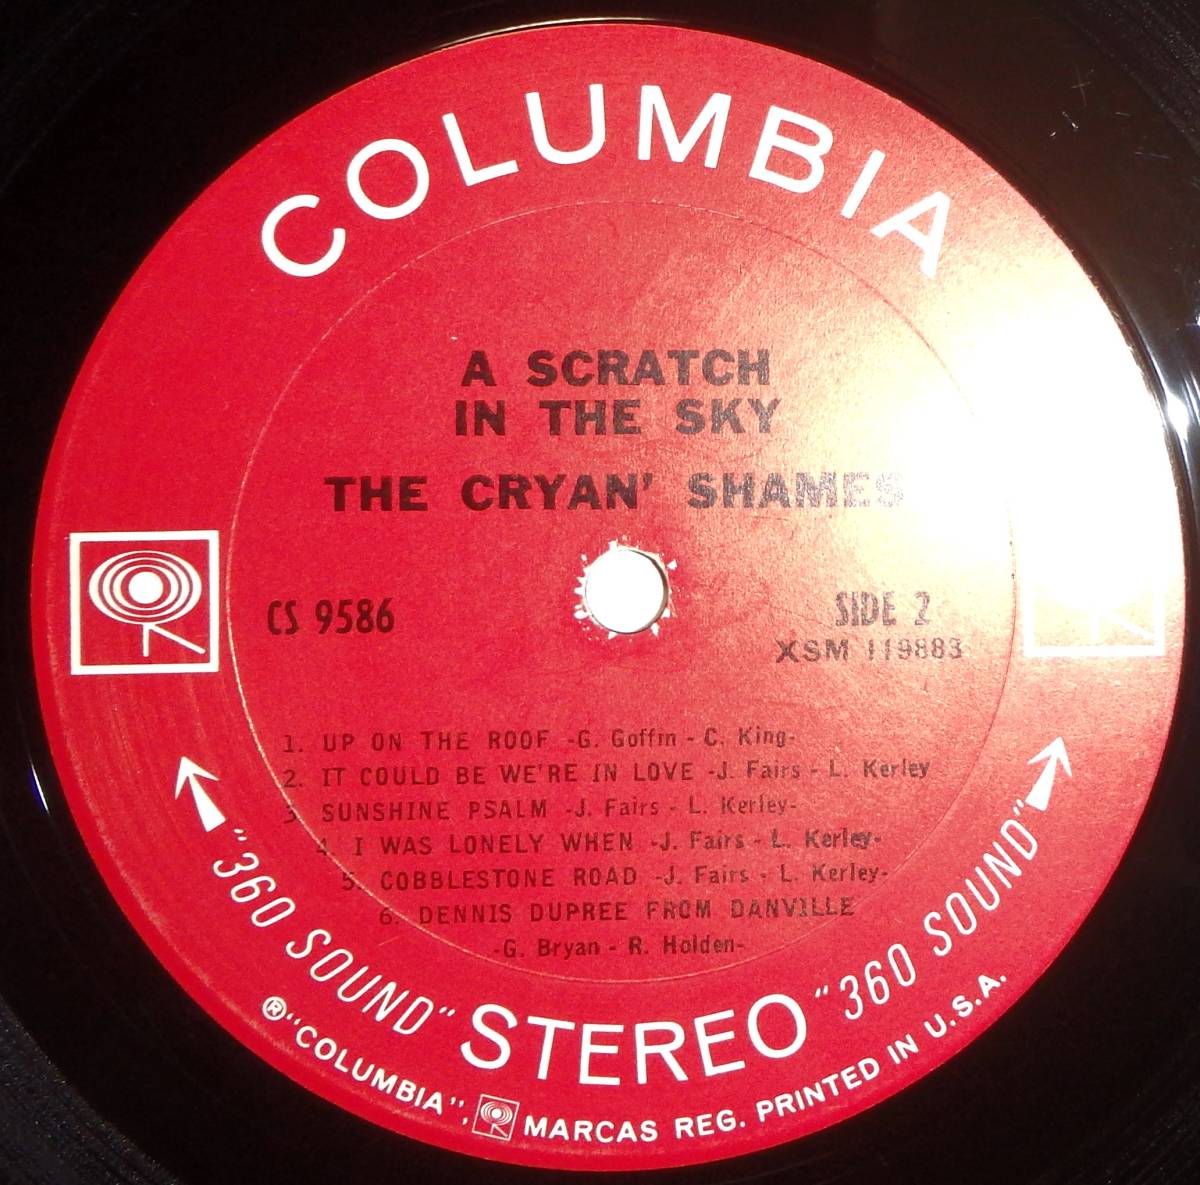 COLUMBIA
A SCRATCH
IN THE SKY
THE CRYAN' SHAMES
CS 9586
SIDE 2
XSM 119883
1. UP ON THE ROOF -G. Goffin - C. King-
2. IT COULD BE WE'RE IN LOVE -J. Fairs - L. Kerley
3. SUNSHINE PSALM -J. Fairs - L. Kerley-
4. I WAS LONELY WHEN -J. Fairs - L. Kerley-
5. COBBLESTONE ROAD -J. Fairs - L. Kerley-
6. DENNIS DUPREE FROM DANVILLE
-G. Bryan - R. Holden-
"360 SOUND" STEREO "360 SOUND"
® "COLUMBIA", MARCAS REG. PRINTED IN U.S.A.